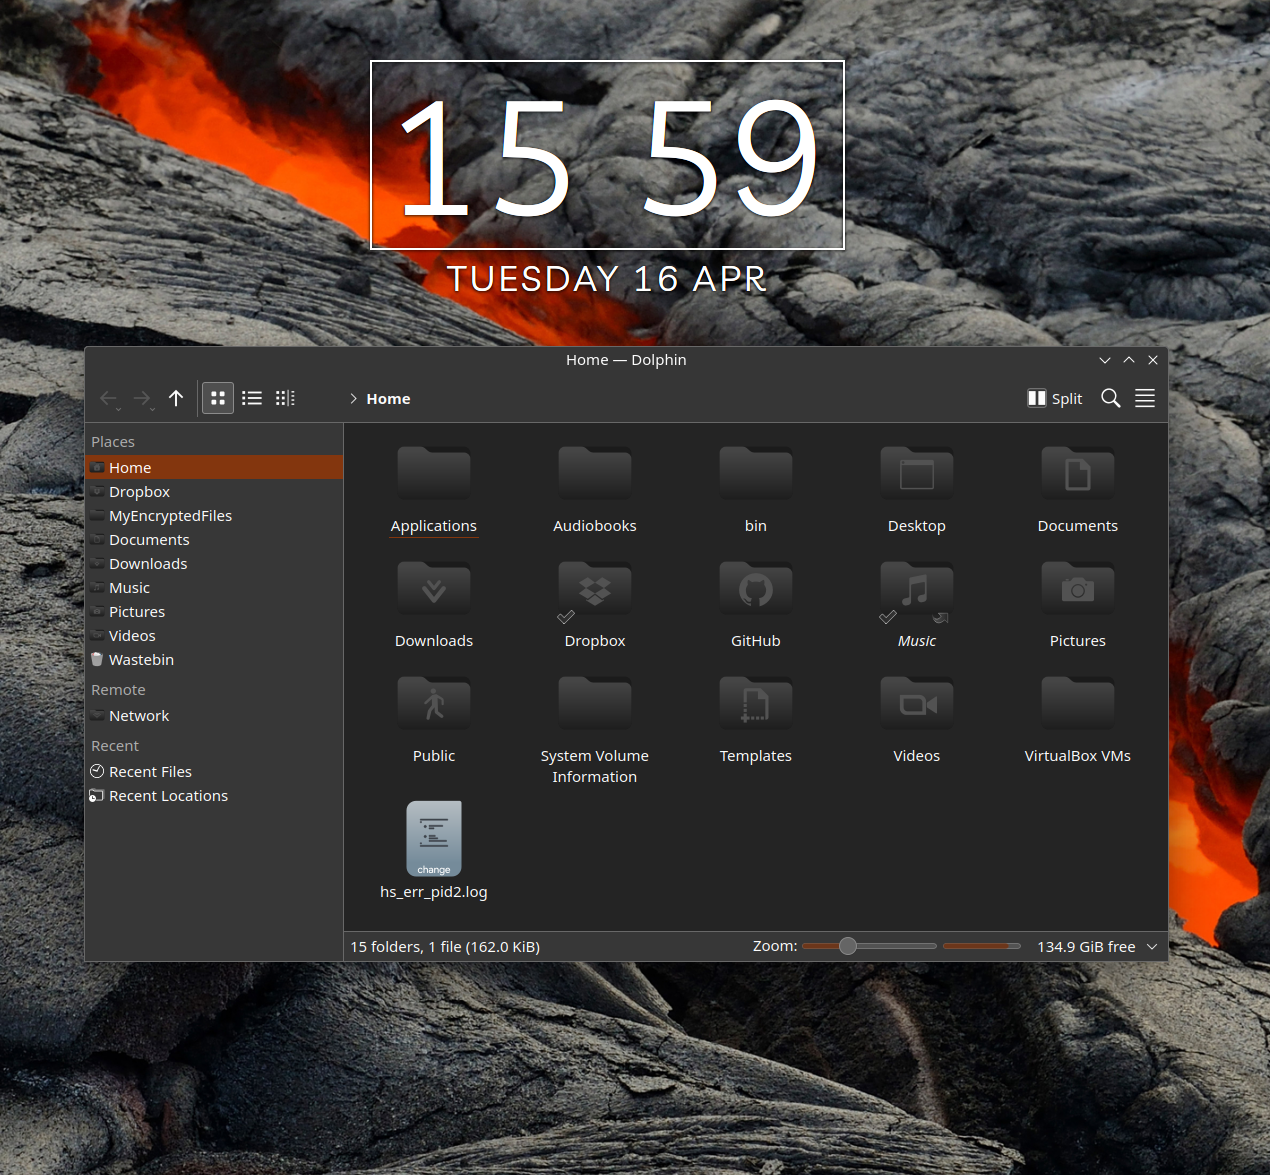 15 59
TUESDAY 16 APR
Home — Dolphin
Home
Split
Places
Home
Dropbox
MyEncryptedFiles
Documents
Downloads
Music
Pictures
Videos
Wastebin
Remote
Network
Recent
Recent Files
Recent Locations
Applications
Audiobooks
bin
Desktop
Documents
Downloads
Dropbox
GitHub
Music
Pictures
Public
System Volume
Information
Templates
Videos
VirtualBox VMs
change
hs_err_pid2.log
15 folders, 1 file (162.0 KiB)
Zoom:
134.9 GiB free